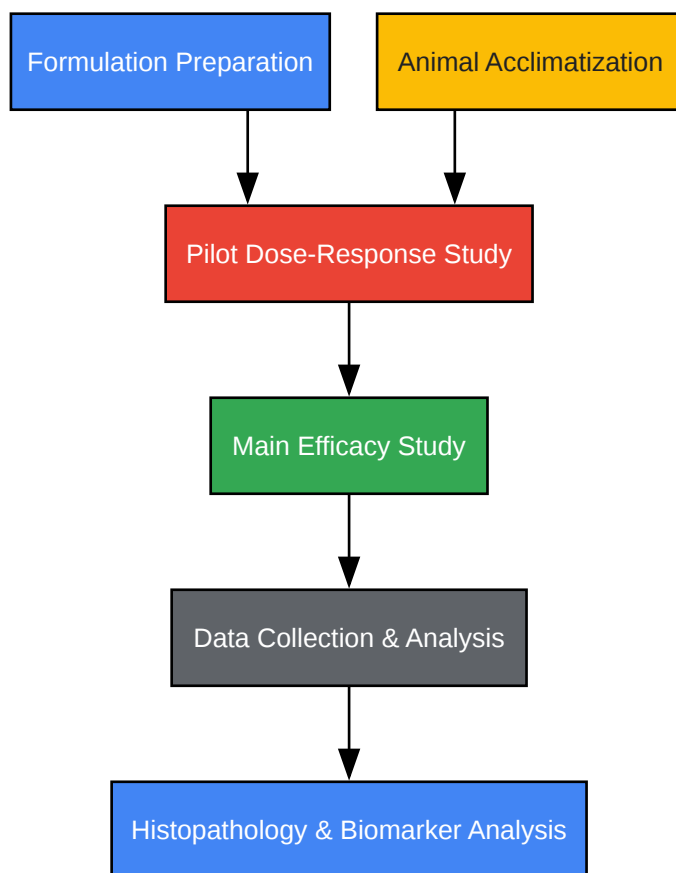 Formulation Preparation
Animal Acclimatization
Pilot Dose-Response Study
Main Efficacy Study
Data Collection & Analysis
Histopathology & Biomarker Analysis